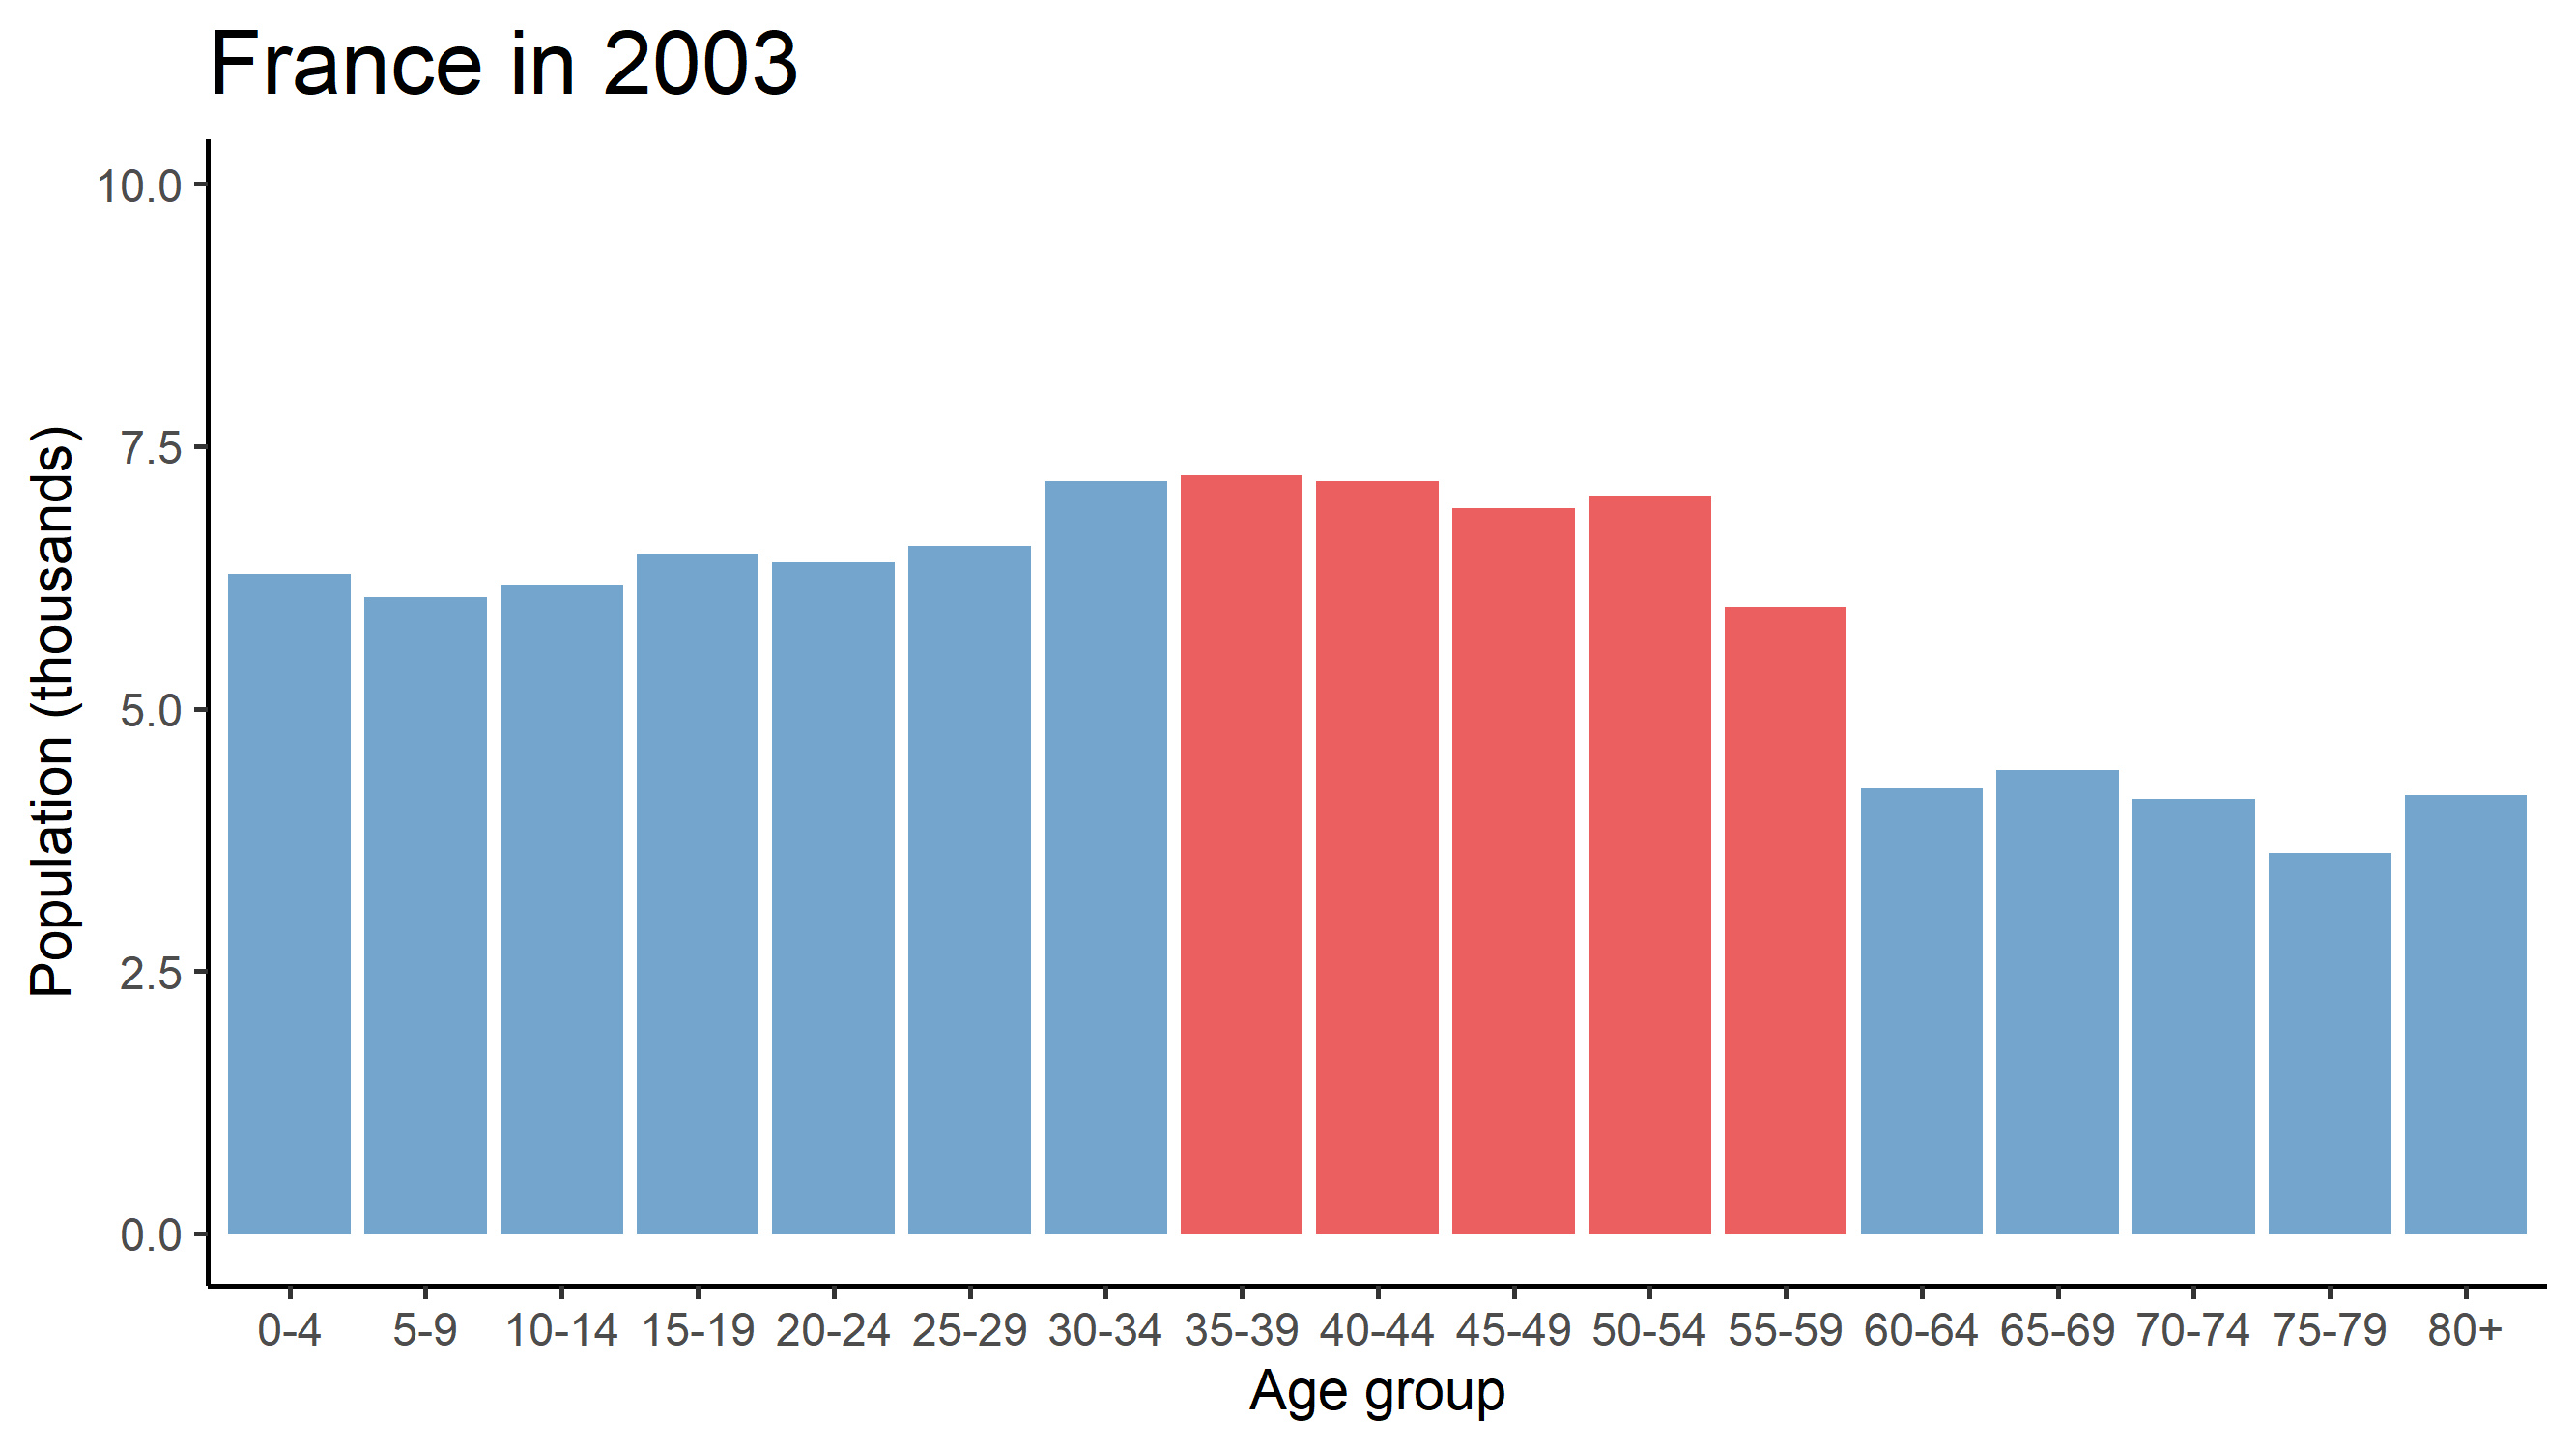 France in 2003
Population (thousands)
10.0
7.5
5.0
2.5
0.0
0-4 5-9 10-14 15-19 20-24 25-29 30-34 35-39 40-44 45-49 50-54 55-59 60-64 65-69 70-74 75-79 80+
Age group